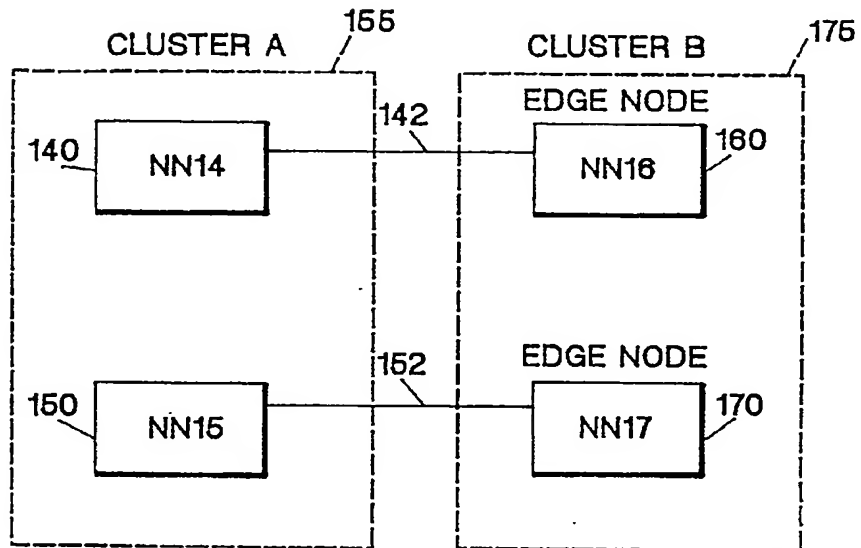 CLUSTER A
155
CLUSTER B
175
EDGE NODE
142
140
NN14
NN16
160
EDGE NODE
152
150
NN15
NN17
170